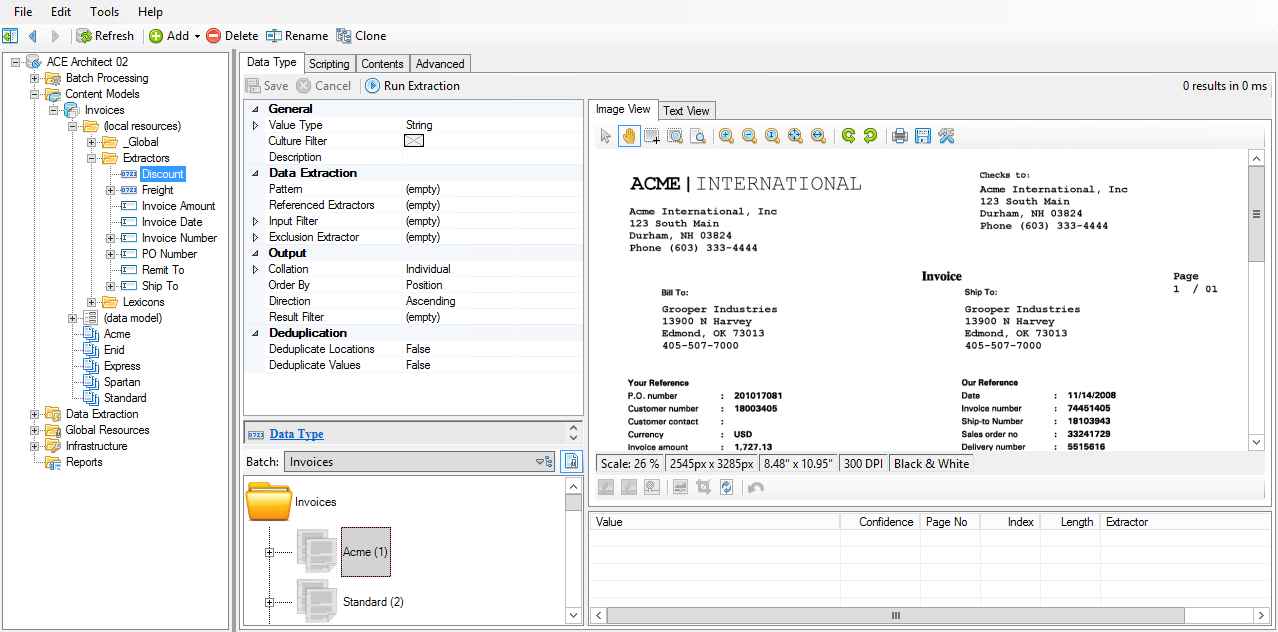 File Edit Tools Help
Refresh Add Delete Rename Clone
ACE Architect 02
Batch Processing
Content Models
Invoices
(local resources)
_Global
Extractors
Discount
Freight
Invoice Amount
Invoice Date
Invoice Number
PO Number
Remit To
Ship To
Lexicons
(data model)
Acme
Enid
Express
Spartan
Standard
Data Extraction
Global Resources
Infrastructure
Reports
Data Type Scripting Contents Advanced
Save Cancel Run Extraction
0 results in 0 ms
General
Value Type String
Culture Filter
Description
Data Extraction
Pattern (empty)
Referenced Extractors (empty)
Input Filter (empty)
Exclusion Extractor (empty)
Output
Collation Individual
Order By Position
Direction Ascending
Result Filter (empty)
Deduplication
Deduplicate Locations False
Deduplicate Values False
Data Type
Batch: Invoices
Invoices
Acme (1)
Standard (2)
Image View Text View
ACME | INTERNATIONAL
Acme International, Inc
123 South Main
Durham, NH 03824
Phone (603) 333-4444
Checks to:
Acme International, Inc
123 South Main
Durham, NH 03824
Phone (603) 333-4444
Invoice
Page
1 / 01
Bill To:
Grooper Industries
13900 N Harvey
Edmond, OK 73013
405-507-7000
Ship To:
Grooper Industries
13900 N Harvey
Edmond, OK 73013
405-507-7000
Your Reference
P.O. number : 201017081
Customer number : 18003405
Customer contact :
Currency : USD
Invoice amount : 1,727.13
Our Reference
Date : 11/14/2008
Invoice number : 74451405
Ship-to Number : 18103943
Sales order no : 33241729
Delivery number : 5515616
Scale: 26 % 2545px x 3285px 8.48" x 10.95" 300 DPI Black & White
Value Confidence Page No Index Length Extractor